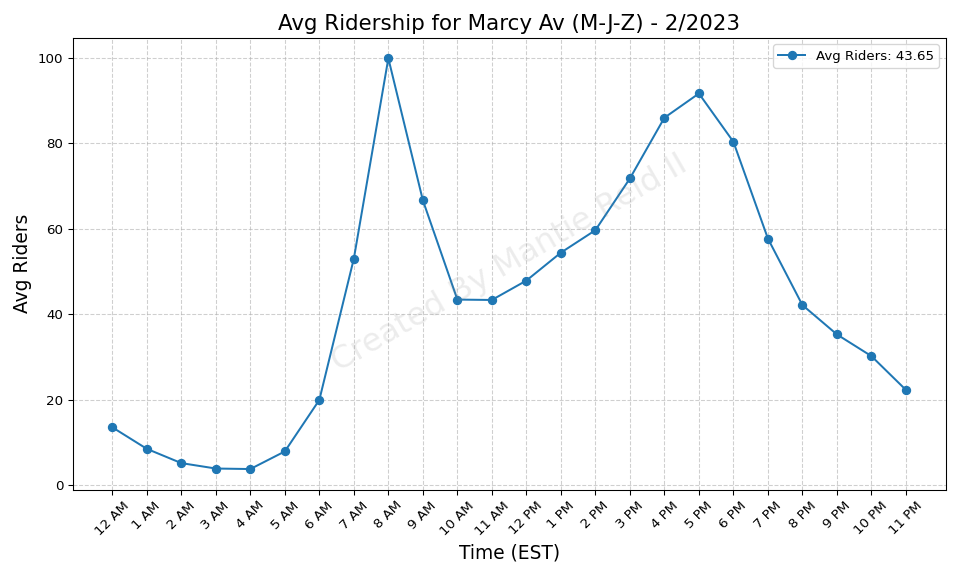 Avg Ridership for Marcy Av (M-J-Z) - 2/2023
Avg Riders: 43.65
Avg Riders
100
80
60
40
20
0
Created By Mantle Reid II
12 AM
1 AM
2 AM
3 AM
4 AM
5 AM
6 AM
7 AM
8 AM
9 AM
10 AM
11 AM
12 PM
1 PM
2 PM
3 PM
4 PM
5 PM
6 PM
7 PM
8 PM
9 PM
10 PM
11 PM
Time (EST)